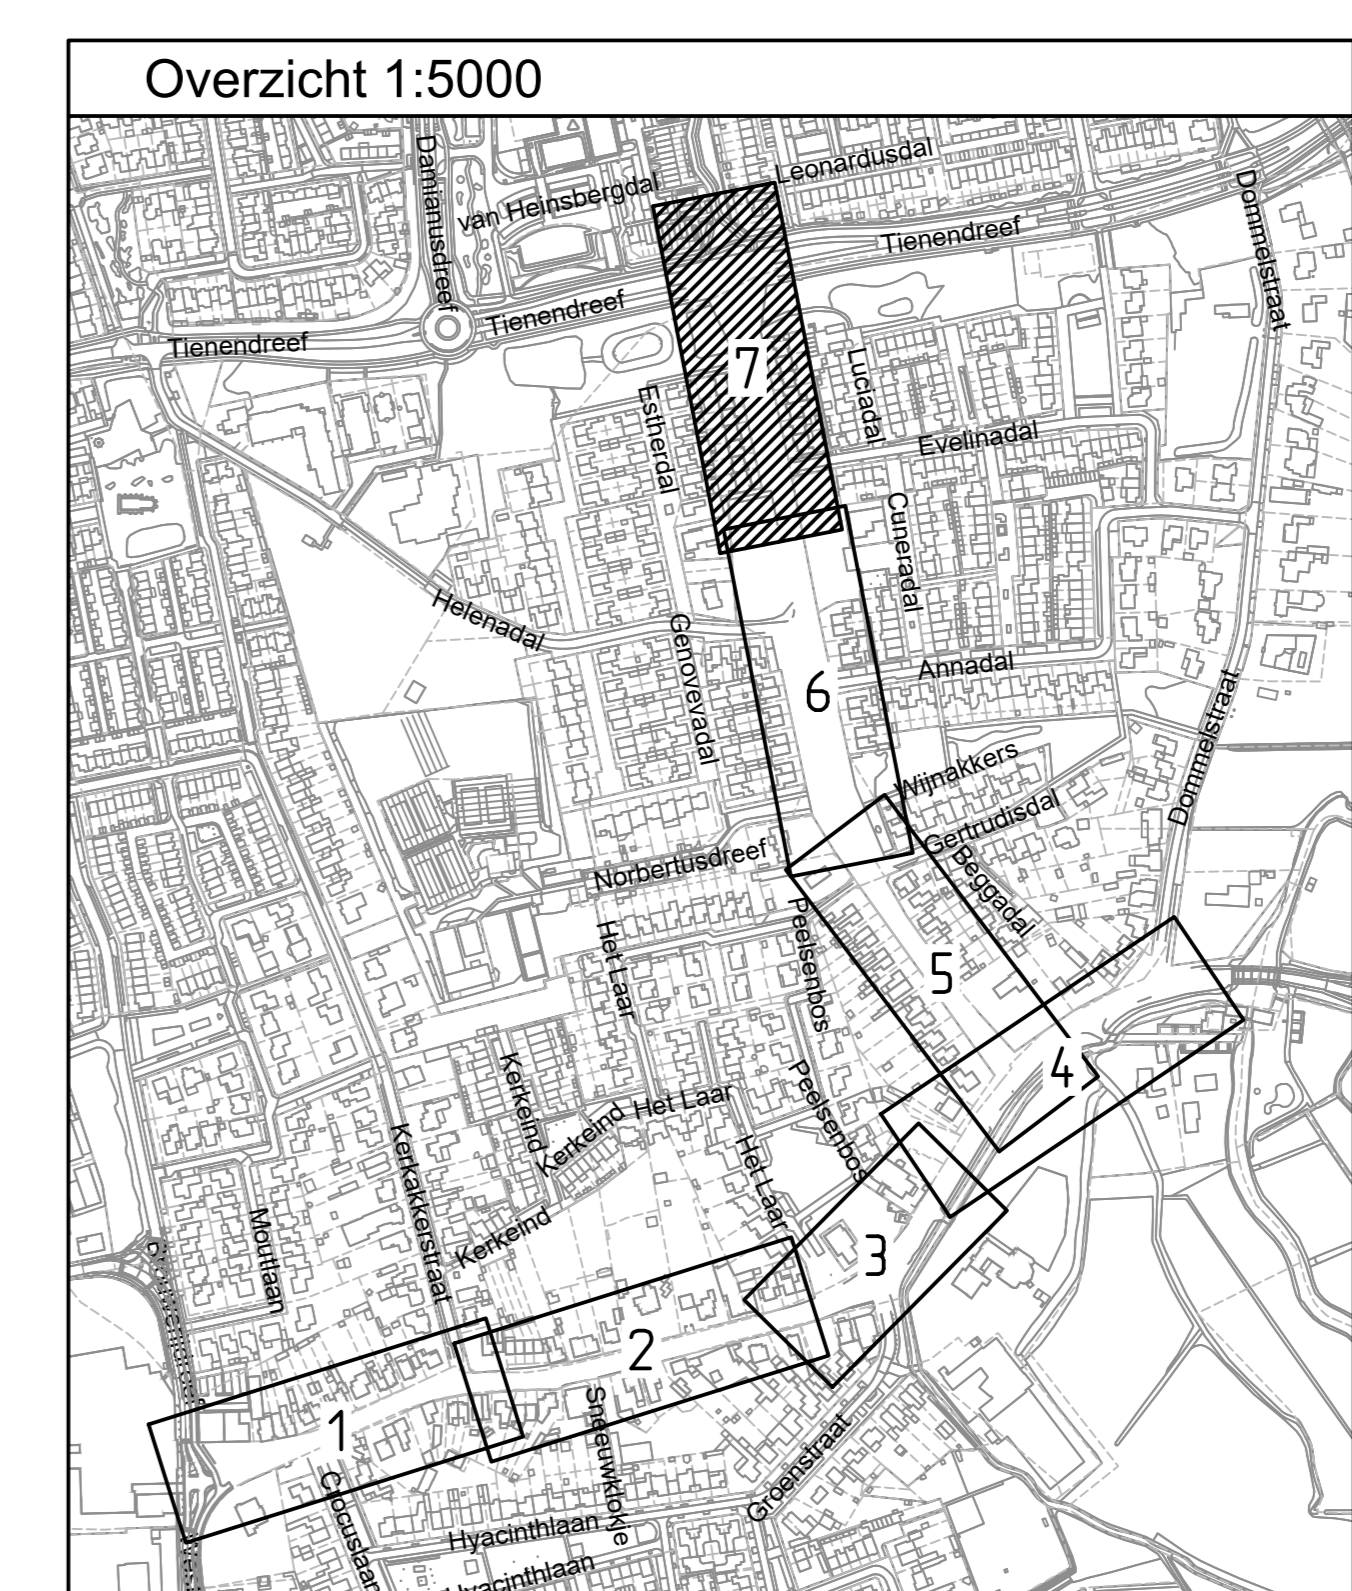 Overzicht 1:5000
Damianusdreef
van Heinsbergdal
Leonardusdal
Dommelstraat
Tienendreef
Tienendreef
Tienendreef
7
Luciadal
Estherdal
Evelinadal
Cuneradal
Helenadal
Genovevadal
Annadal
6
Dommelstraat
Wijnakkers
Gertrudisdal
Norbertusdreef
Beggadal
Peelsenbos
Het Laar
5
4
Kerkeind
Kerkeind
Het Laar
Peelsenbos
Kerkakkerstraat
Het Laar
Moutlaan
Kerkeind
3
2
1
Sneeuwklokje
Crocuslaan
Groenstraat
Hyacinthlaan
Hyacinthlaan